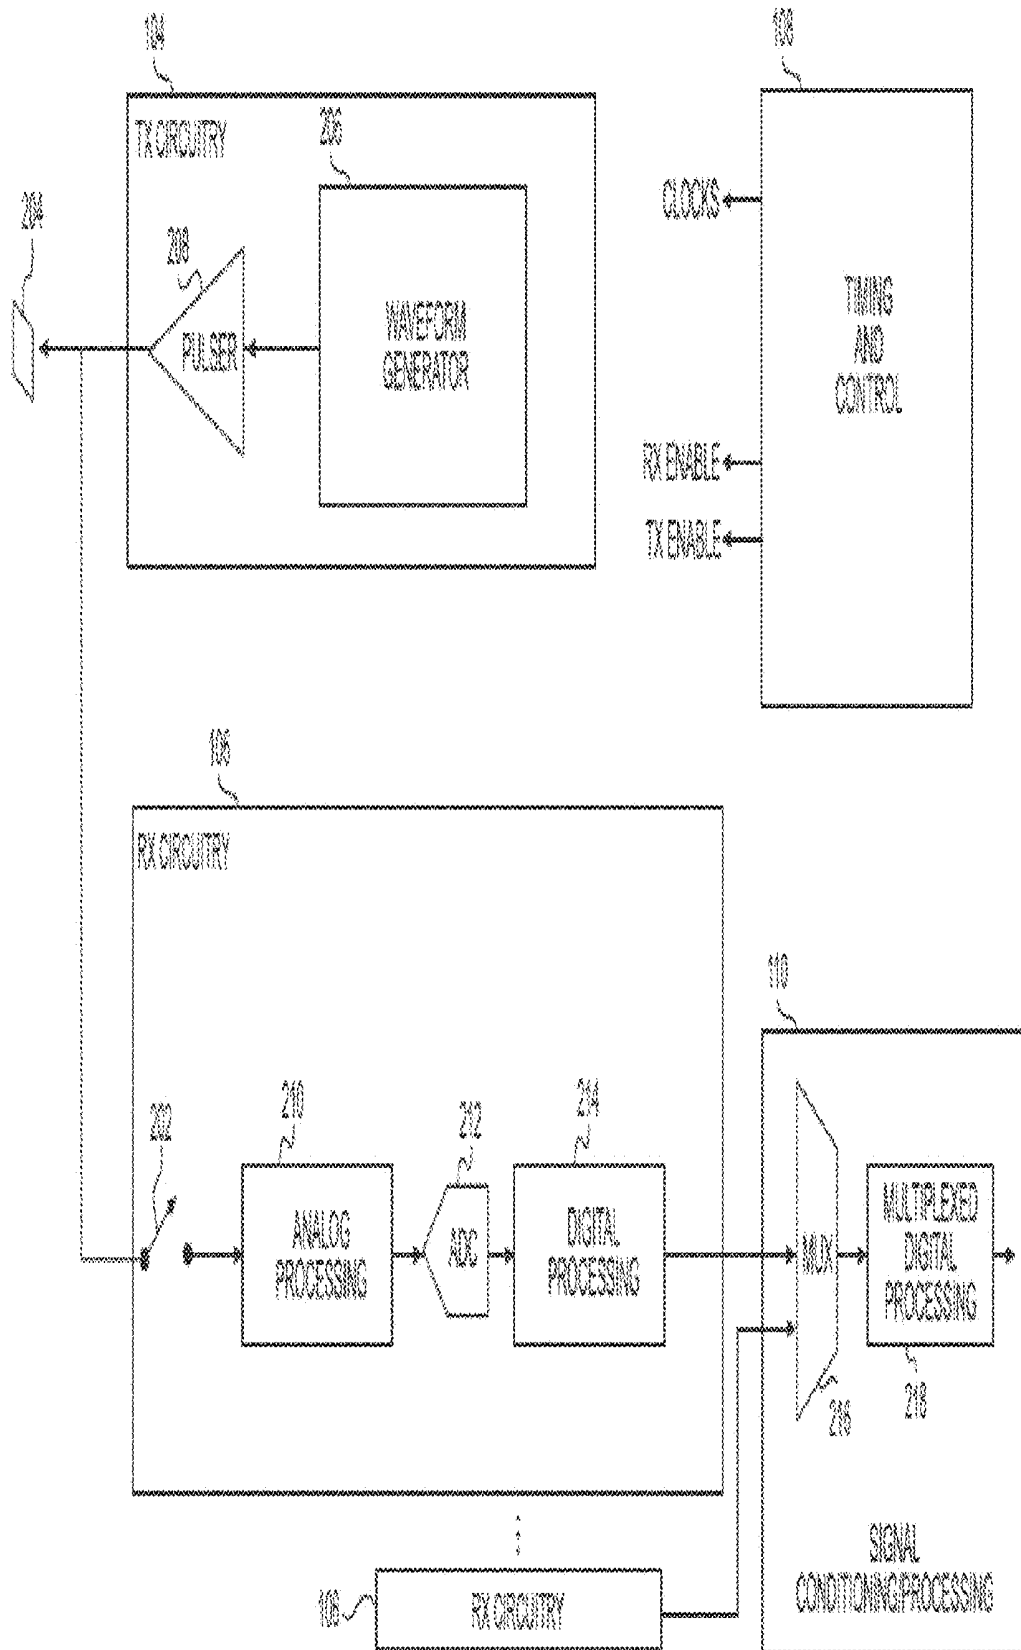 104
TX CIRCUITRY
204
208
PULSER
206
WAVEFORM
GENERATOR
108
CLOCKS
TIMING
AND
CONTROL
RX ENABLE
TX ENABLE
106
RX CIRCUITRY
202
210
ANALOG
PROCESSING
212
ADC
214
DIGITAL
PROCESSING
110
MUX
216
MULTIPLEXED
DIGITAL
PROCESSING
218
SIGNAL
CONDITIONING/PROCESSING
106
RX CIRCUITRY